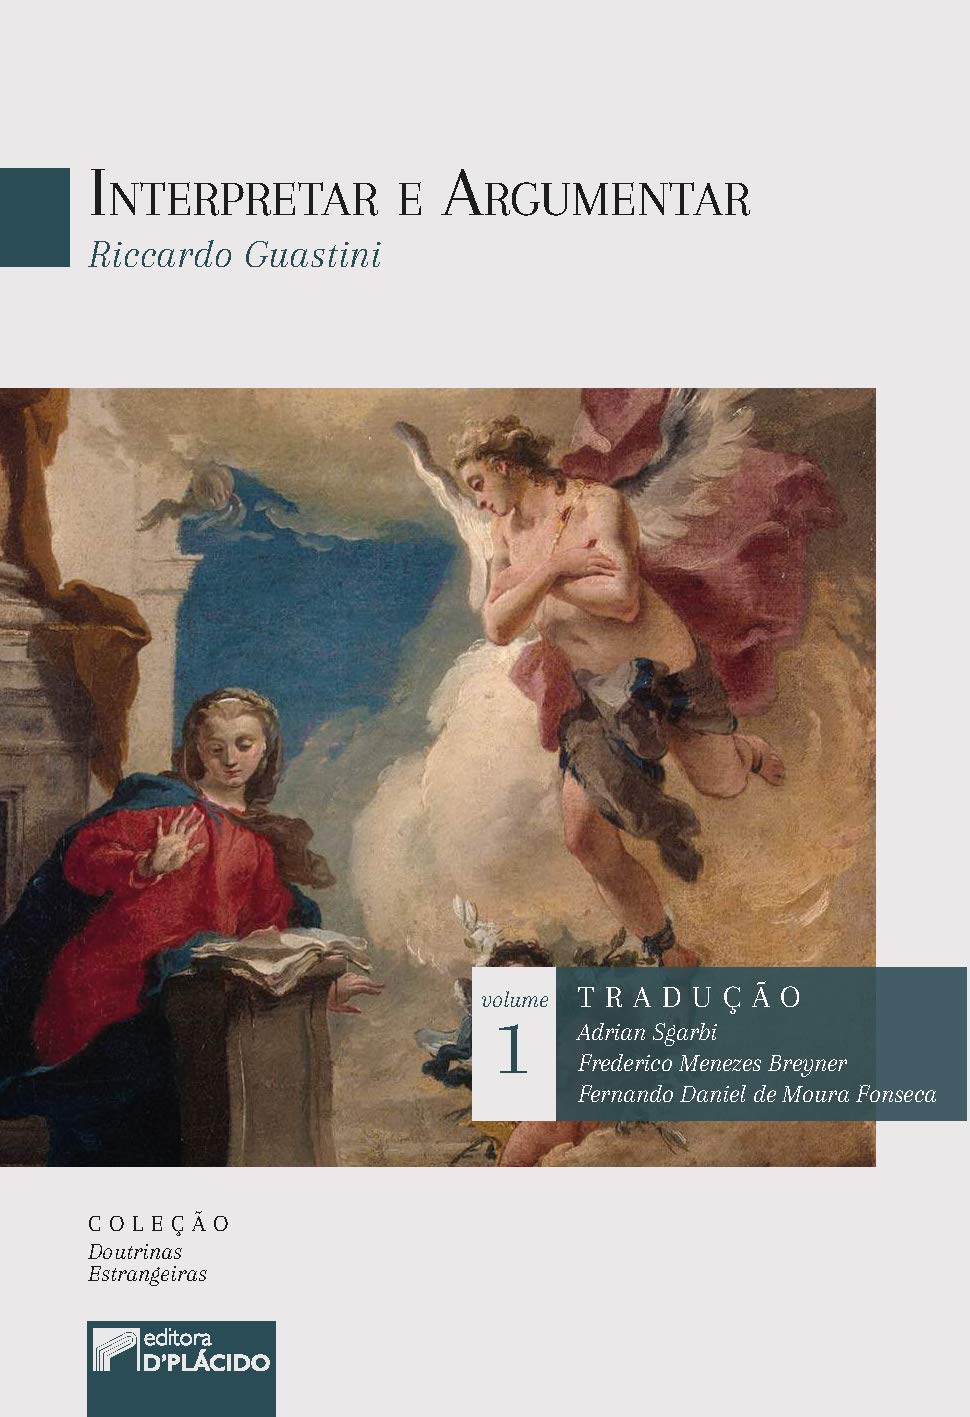 INTERPRETAR E ARGUMENTAR
Riccardo Guastini
volume
1
TRADUÇÃO
Adrian Sgarbi
Frederico Menezes Breyner
Fernando Daniel de Moura Fonseca
COLEÇÃO
Doutrinas
Estrangeiras
editora
D'PLÁCIDO